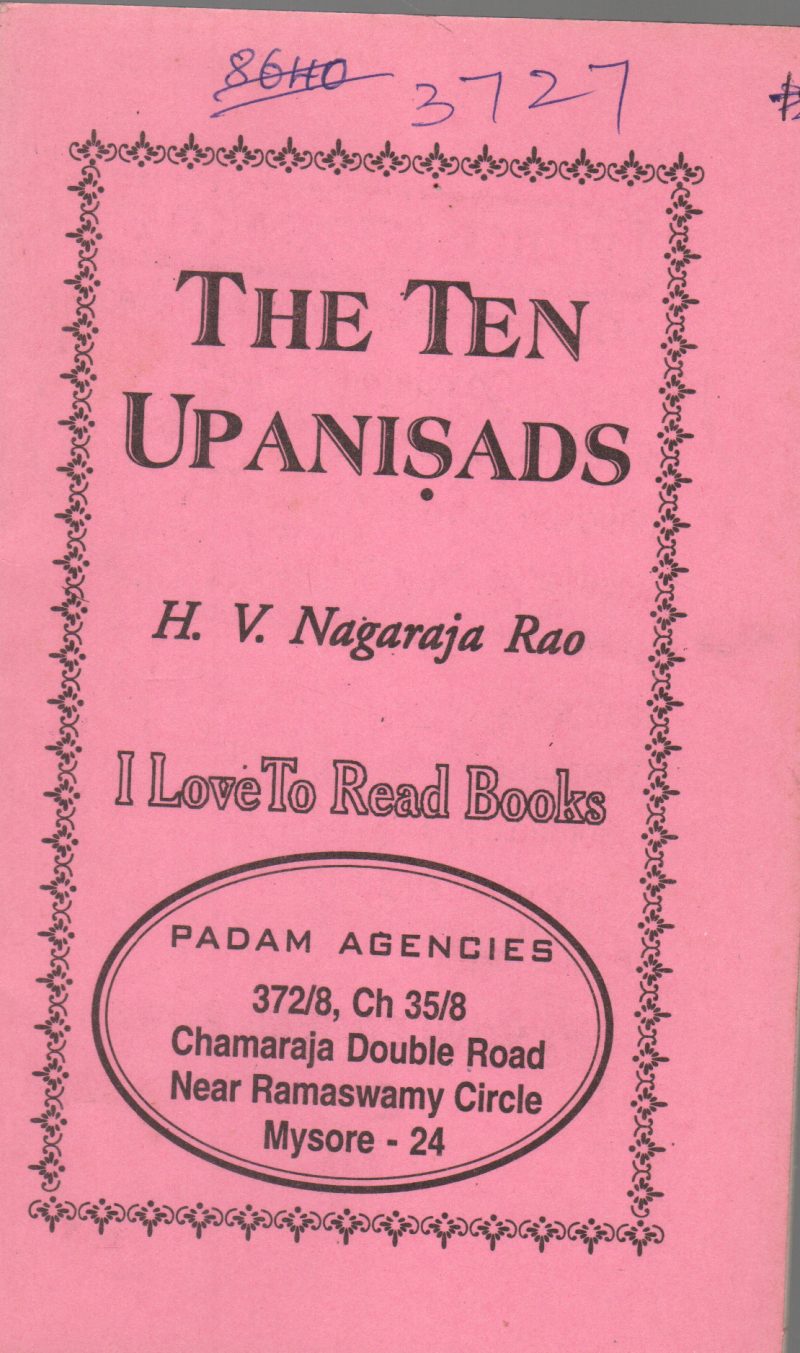 3727
THE TEN
UPANIṢADS
H. V. Nagaraja Rao
I Love To Read Books
PADAM AGENCIES
372/8, Ch 35/8
Chamaraja Double Road
Near Ramaswamy Circle
Mysore - 24